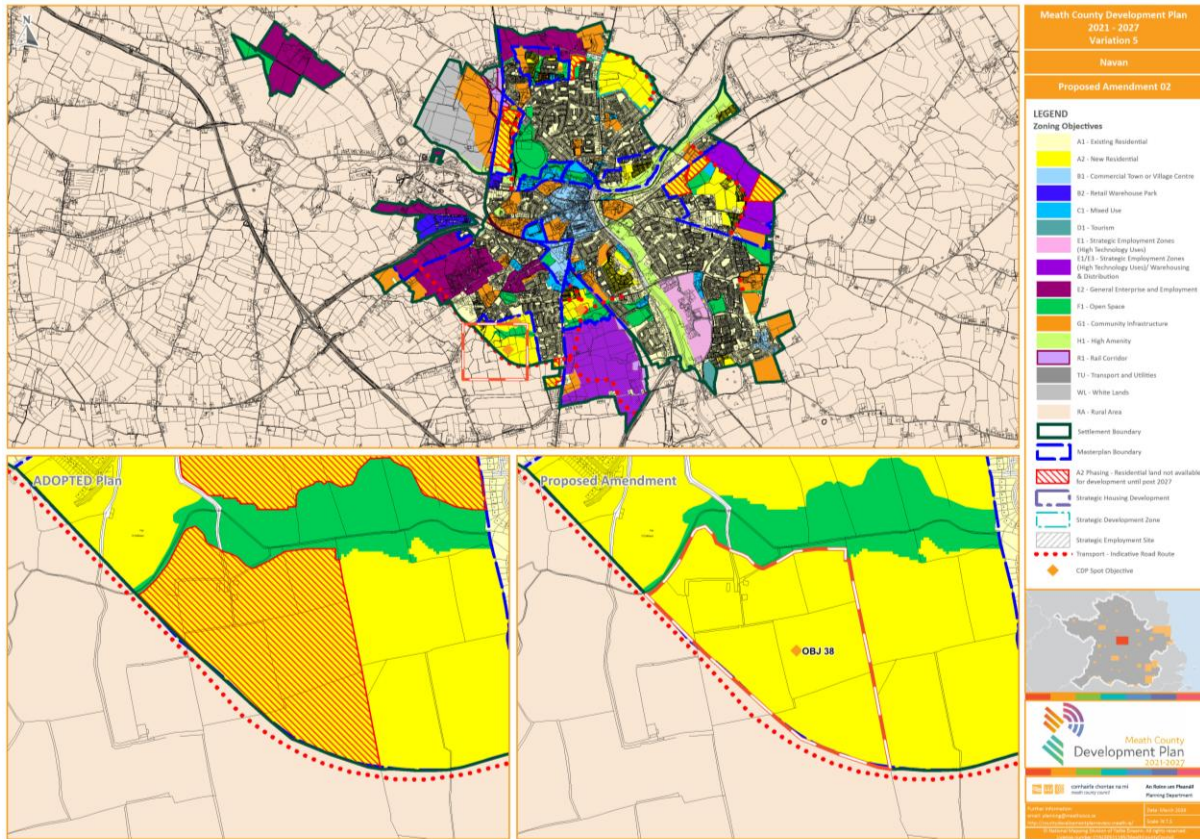 N
Meath County Development Plan
2021 - 2027
Variation 5
Navan
Proposed Amendment 02
LEGEND
Zoning Objectives
A1 - Existing Residential
A2 - New Residential
B1 - Commercial Town or Village Centre
B2 - Retail Warehouse Park
C1 - Mixed Use
D1 - Tourism
E1 - Strategic Employment Zones
(High Technology Uses)
E1/E3 - Strategic Employment Zones
(High Technology Uses)/ Warehousing
& Distribution
E2 - General Enterprise and Employment
F1 - Open Space
G1 - Community Infrastructure
H1 - High Amenity
R1 - Rail Corridor
TU - Transport and Utilities
WL - White Lands
RA - Rural Area
Settlement Boundary
Masterplan Boundary
A2 Phasing - Residential land not available
for development until post 2027
Strategic Housing Development
Strategic Development Zone
Strategic Employment Site
Transport - Indicative Road Route
CDP Spot Objective
ADOPTED Plan
Proposed Amendment
OBJ 38
Meath County
Development Plan
2021-2027
comhairle chontae na mí
meath county council
An Roinn um Pleanáil
Planning Department
Further Information: